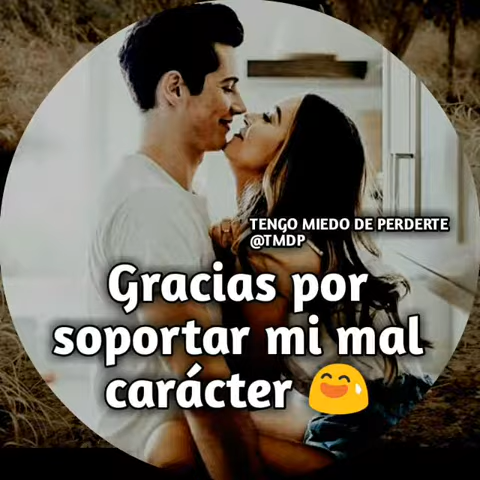 TENGO MIEDO DE PERDERTE
@TMDP
Gracias por
soportar mi mal
carácter 😅